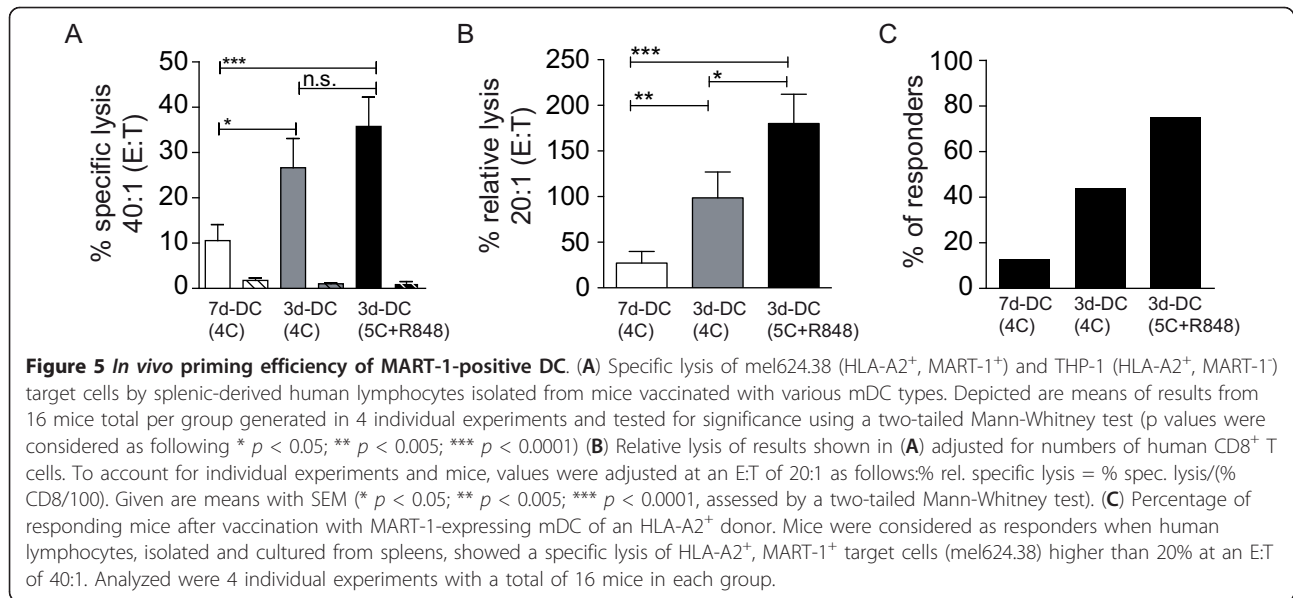 A
% specific lysis
40:1 (E:T)
50
40
30
20
10
0
***
n.s.
*
7d-DC
(4C)
3d-DC
(4C)
3d-DC
(5C+R848)
B
% relative lysis
20:1 (E:T)
250
200
150
100
50
0
***
*
**
7d-DC
(4C)
3d-DC
(4C)
3d-DC
(5C+R848)
C
% of responders
80
60
40
20
0
7d-DC
(4C)
3d-DC
(4C)
3d-DC
(5C+R848)
Figure 5 In vivo priming efficiency of MART-1-positive DC. (A) Specific lysis of mel624.38 (HLA-A2⁺, MART-1⁺) and THP-1 (HLA-A2⁺, MART-1⁻)
target cells by splenic-derived human lymphocytes isolated from mice vaccinated with various mDC types. Depicted are means of results from
16 mice total per group generated in 4 individual experiments and tested for significance using a two-tailed Mann-Whitney test (p values were
considered as following * p < 0.05; ** p < 0.005; *** p < 0.0001) (B) Relative lysis of results shown in (A) adjusted for numbers of human CD8⁺ T
cells. To account for individual experiments and mice, values were adjusted at an E:T of 20:1 as follows:% rel. specific lysis = % spec. lysis/(%
CD8/100). Given are means with SEM (* p < 0.05; ** p < 0.005; *** p < 0.0001, assessed by a two-tailed Mann-Whitney test). (C) Percentage of
responding mice after vaccination with MART-1-expressing mDC of an HLA-A2⁺ donor. Mice were considered as responders when human
lymphocytes, isolated and cultured from spleens, showed a specific lysis of HLA-A2⁺, MART-1⁺ target cells (mel624.38) higher than 20% at an E:T
of 40:1. Analyzed were 4 individual experiments with a total of 16 mice in each group.